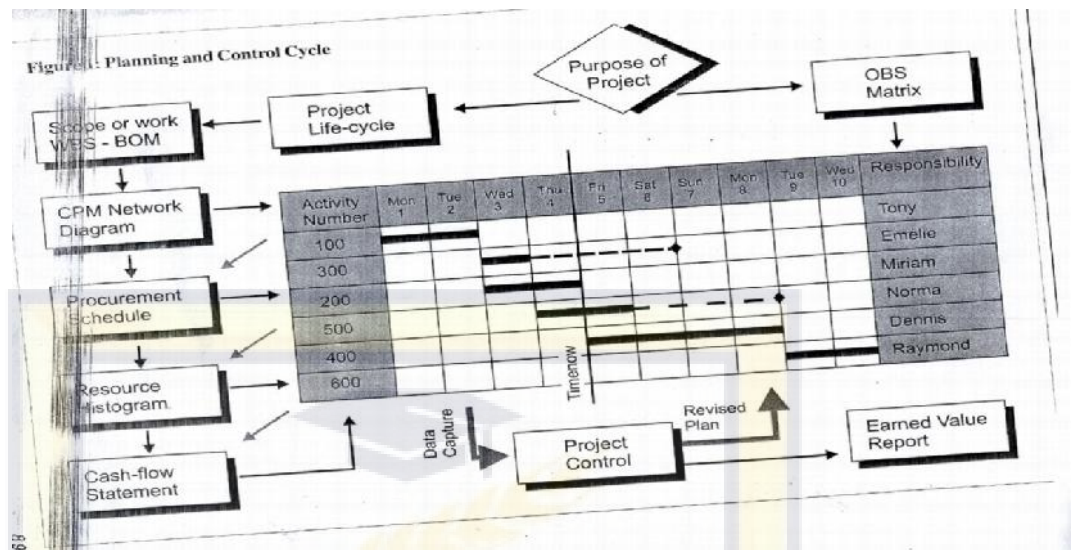 : Planning and Control Cycle
Purpose of
Project
OBS
Matrix
Project
Life-cycle
Scope or work
WBS - BOM
CPM Network
Diagram
Procurement
Schedule
Resource
Histogram.
Cash-flow
Statement
Activity
Number
Mon
1
Tue
2
Wed
3
Thu
4
Fri
5
Sat
6
Sun
7
Mon
8
Tue
9
Wed
10
Responsibility
100
Tony
300
Emelie
200
Miriam
500
Norma
400
Dennis
600
Raymond
Timenow
Data
Capture
Project
Control
Revised
Plan
Earned Value
Report